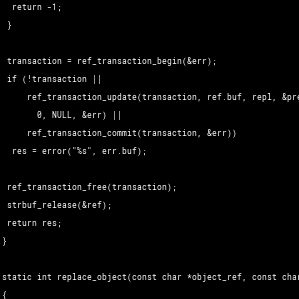 return -1;
}
transaction = ref_transaction_begin(&err);
if (!transaction ||
ref_transaction_update(transaction, ref.buf, repl, &pre
0, NULL, &err) ||
ref_transaction_commit(transaction, &err))
res = error("%s", err.buf);
ref_transaction_free(transaction);
strbuf_release(&ref);
return res;
}
static int replace_object(const char *object_ref, const cha
{